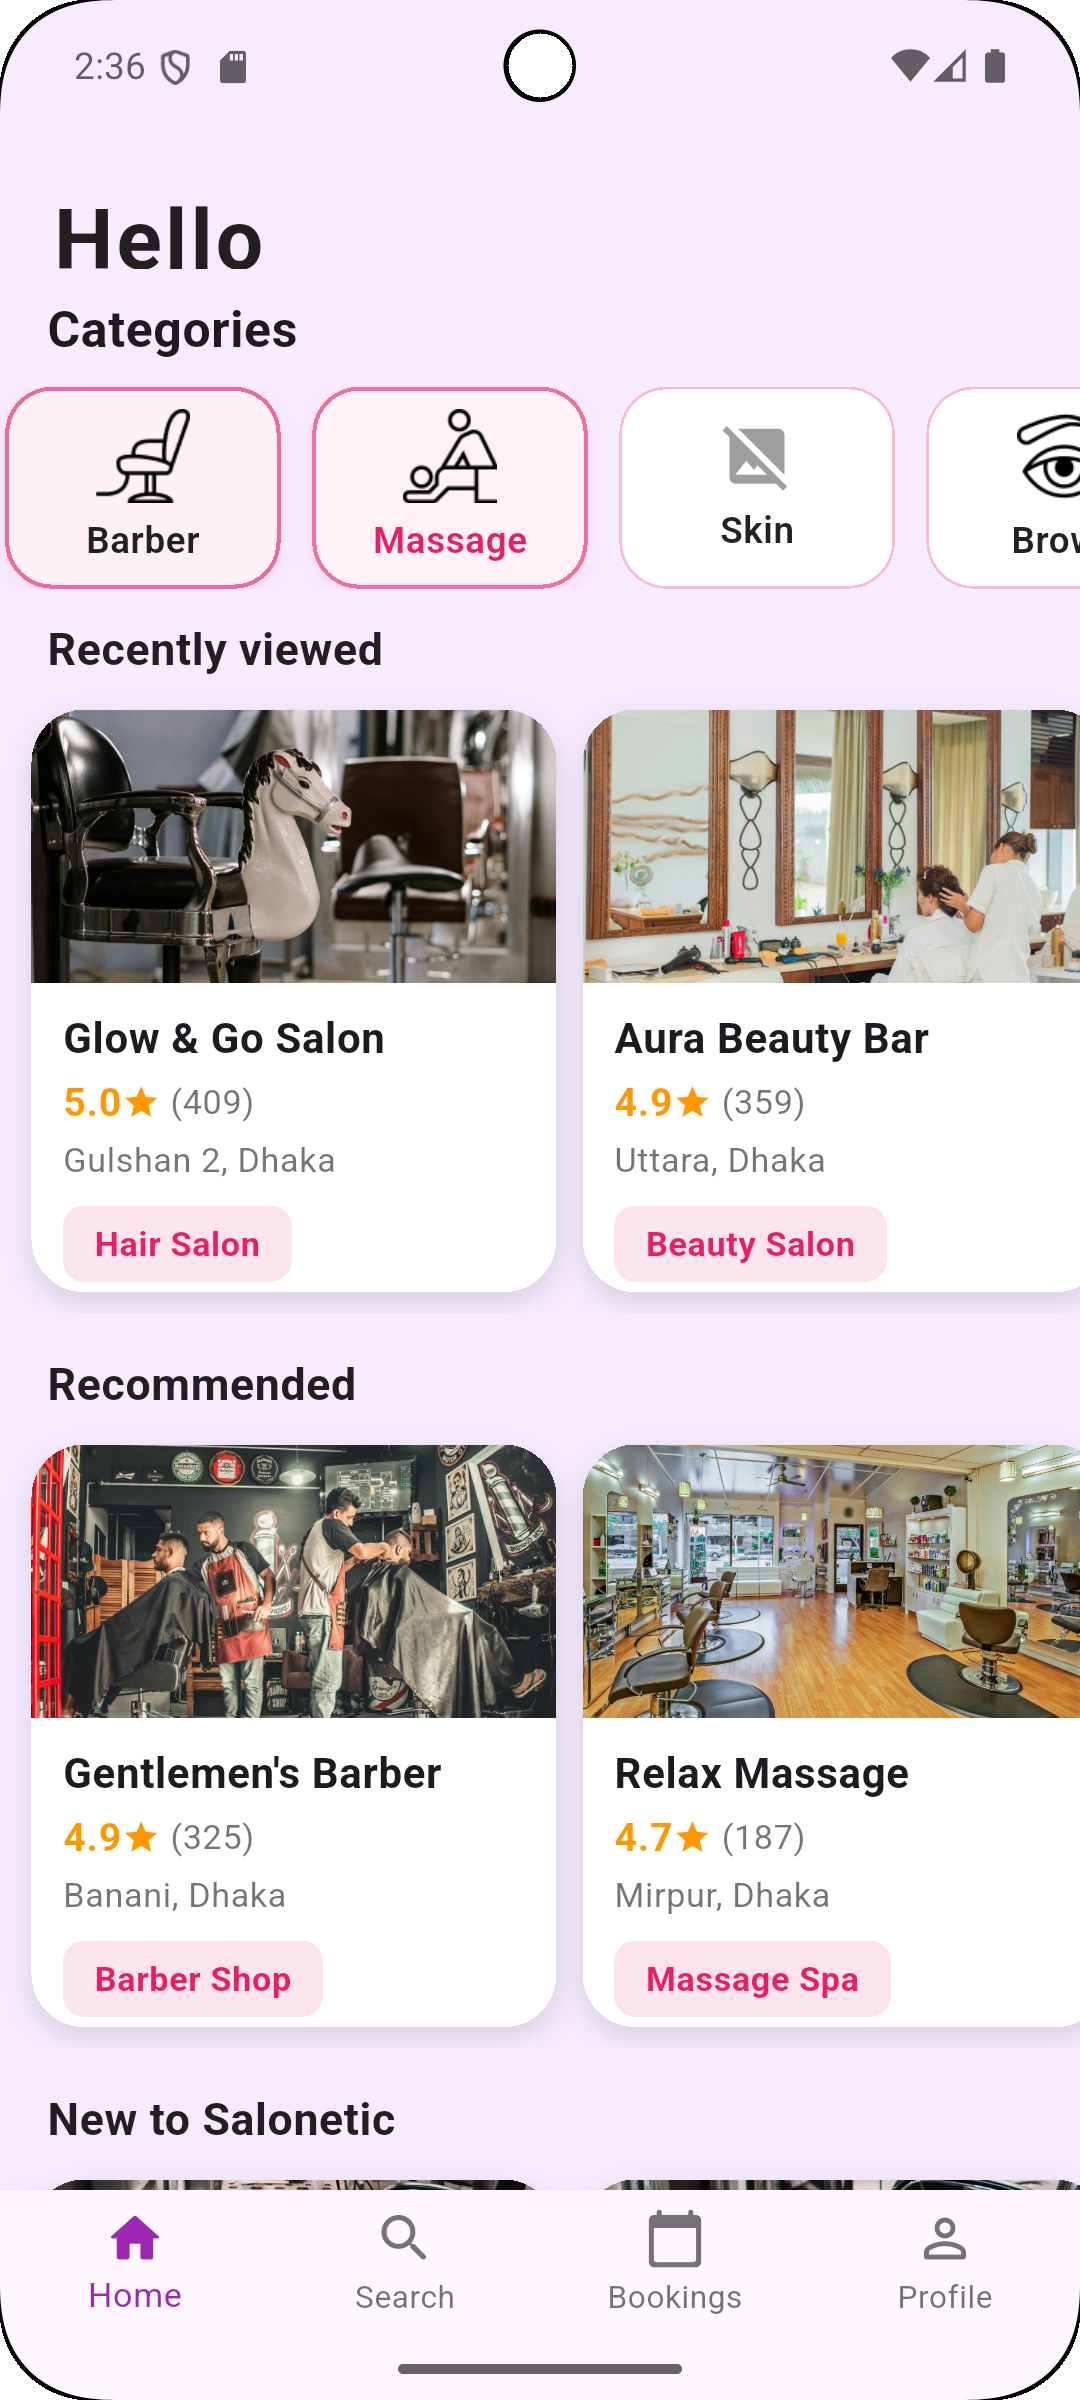 2:36
Hello
Categories
Barber
Massage
Skin
Recently viewed
Glow & Go Salon
5.0 (409)
Gulshan 2, Dhaka
Hair Salon
Aura Beauty Bar
4.9 (359)
Uttara, Dhaka
Beauty Salon
Recommended
Gentlemen's Barber
4.9 (325)
Banani, Dhaka
Barber Shop
Relax Massage
4.7 (187)
Mirpur, Dhaka
Massage Spa
New to Salonetic
Home
Search
Bookings
Profile